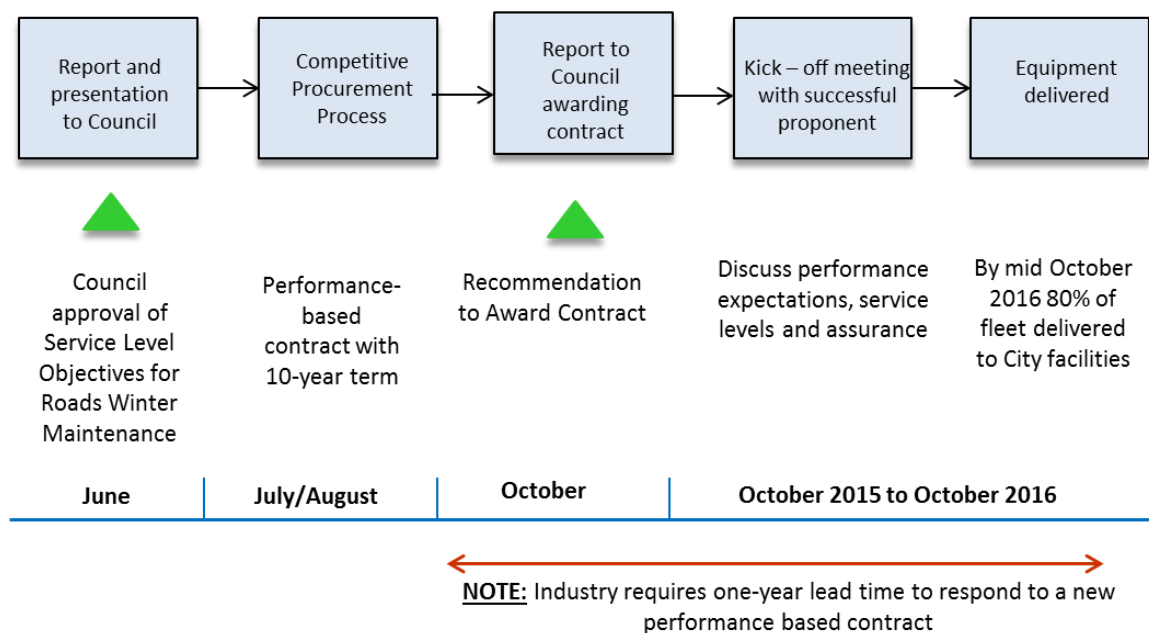 Report and
presentation
to Council
Competitive
Procurement
Process
Report to
Council
awarding
contract
Kick – off meeting
with successful
proponent
Equipment
delivered
Council
approval of
Service Level
Objectives for
Roads Winter
Maintenance
Performance-
based
contract with
10-year term
Recommendation
to Award Contract
Discuss performance
expectations, service
levels and assurance
By mid October
2016 80% of
fleet delivered
to City facilities
June
July/August
October
October 2015 to October 2016
NOTE: Industry requires one-year lead time to respond to a new
performance based contract